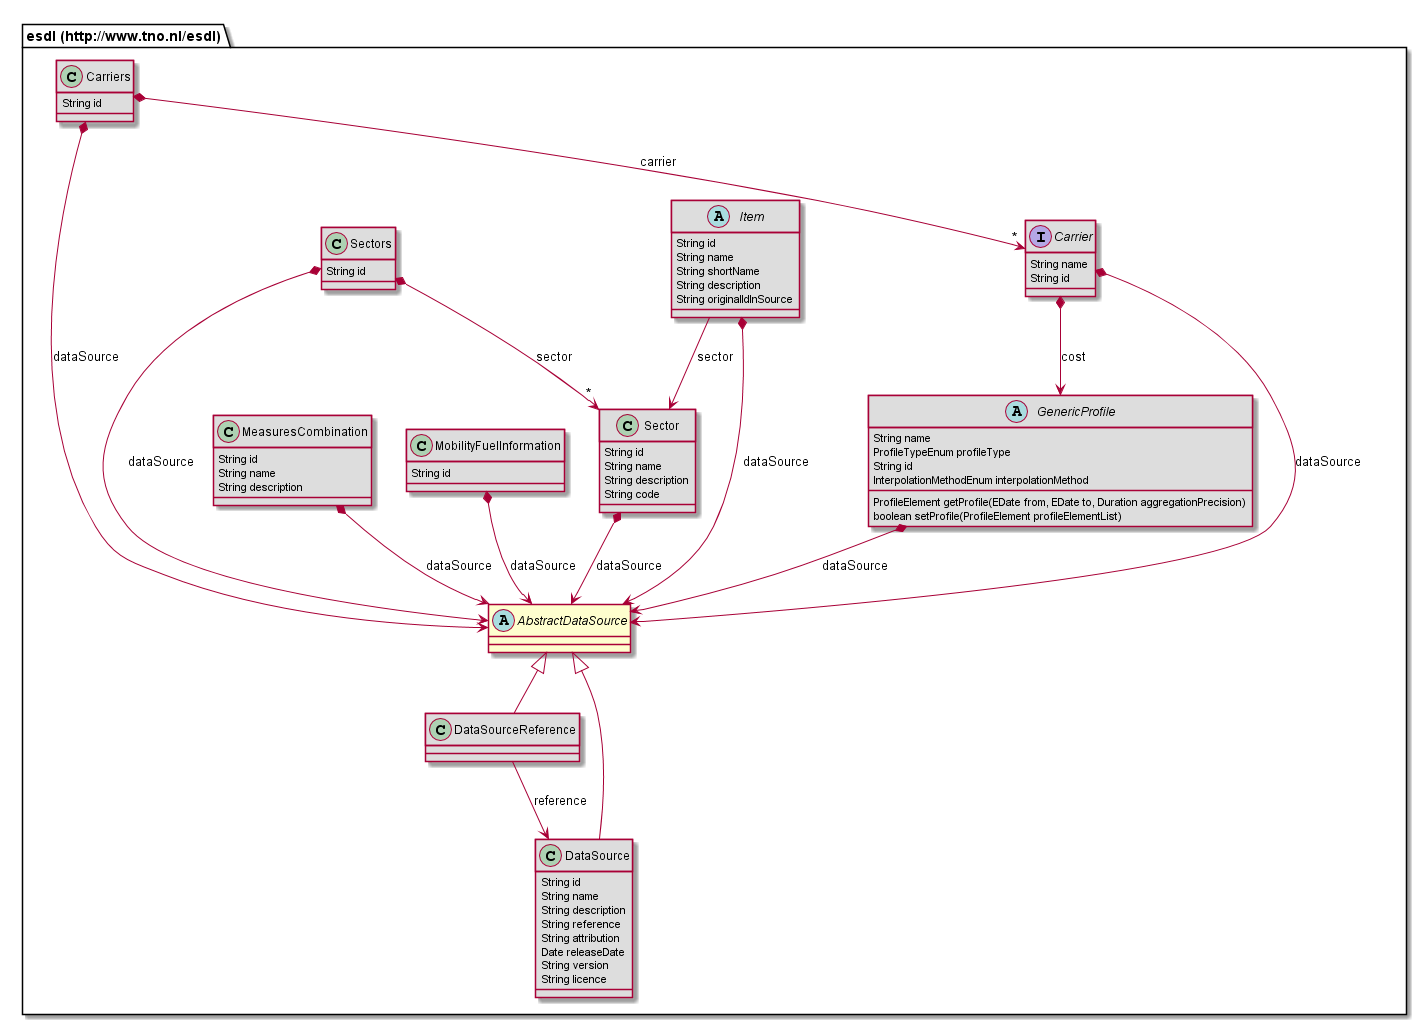 esdl (http://www.tno.nl/esdl)
C Carriers
String id
carrier
A Item
String id
String name
String shortName
String description
String originalIdInSource
*
I Carrier
String name
String id
C Sectors
String id
dataSource
sector
sector
cost
*
dataSource
dataSource
dataSource
C MeasuresCombination
String id
String name
String description
C MobilityFuelInformation
String id
C Sector
String id
String name
String description
String code
A GenericProfile
String name
ProfileTypeEnum profileType
String id
InterpolationMethodEnum interpolationMethod
ProfileElement getProfile(EDate from, EDate to, Duration aggregationPrecision)
boolean setProfile(ProfileElement profileElementList)
dataSource
dataSource
dataSource
dataSource
A AbstractDataSource
C DataSourceReference
reference
C DataSource
String id
String name
String description
String reference
String attribution
Date releaseDate
String version
String licence